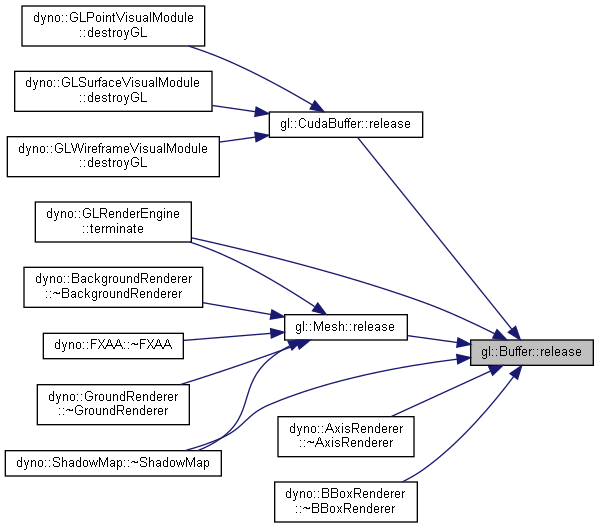 dyno::GLPointVisualModule
::destroyGL
dyno::GLSurfaceVisualModule
::destroyGL
gl::CudaBuffer::release
dyno::GLWireframeVisualModule
::destroyGL
dyno::GLRenderEngine
::terminate
dyno::BackgroundRenderer
::~BackgroundRenderer
gl::Mesh::release
dyno::FXAA::~FXAA
gl::Buffer::release
dyno::GroundRenderer
::~GroundRenderer
dyno::AxisRenderer
::~AxisRenderer
dyno::ShadowMap::~ShadowMap
dyno::BBoxRenderer
::~BBoxRenderer